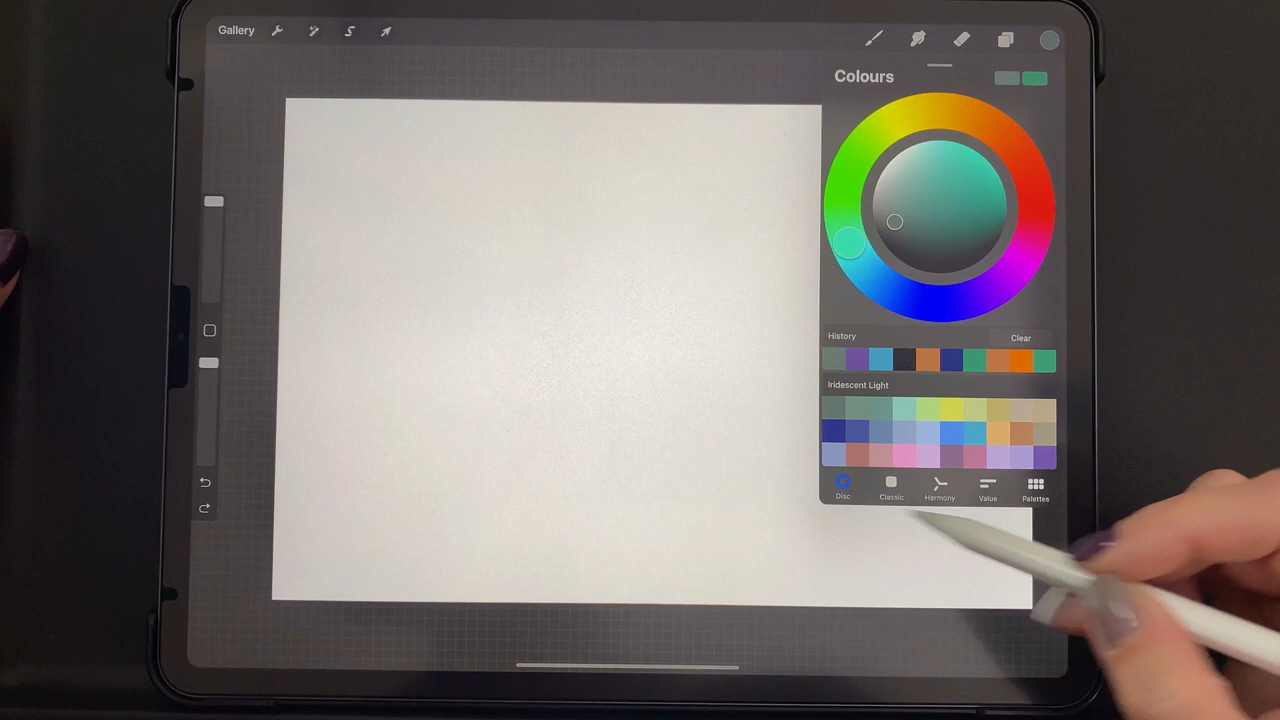 Gallery
Colours
History
Clear
Iridescent Light
Disc
Classic
Harmony
Value
Palettes